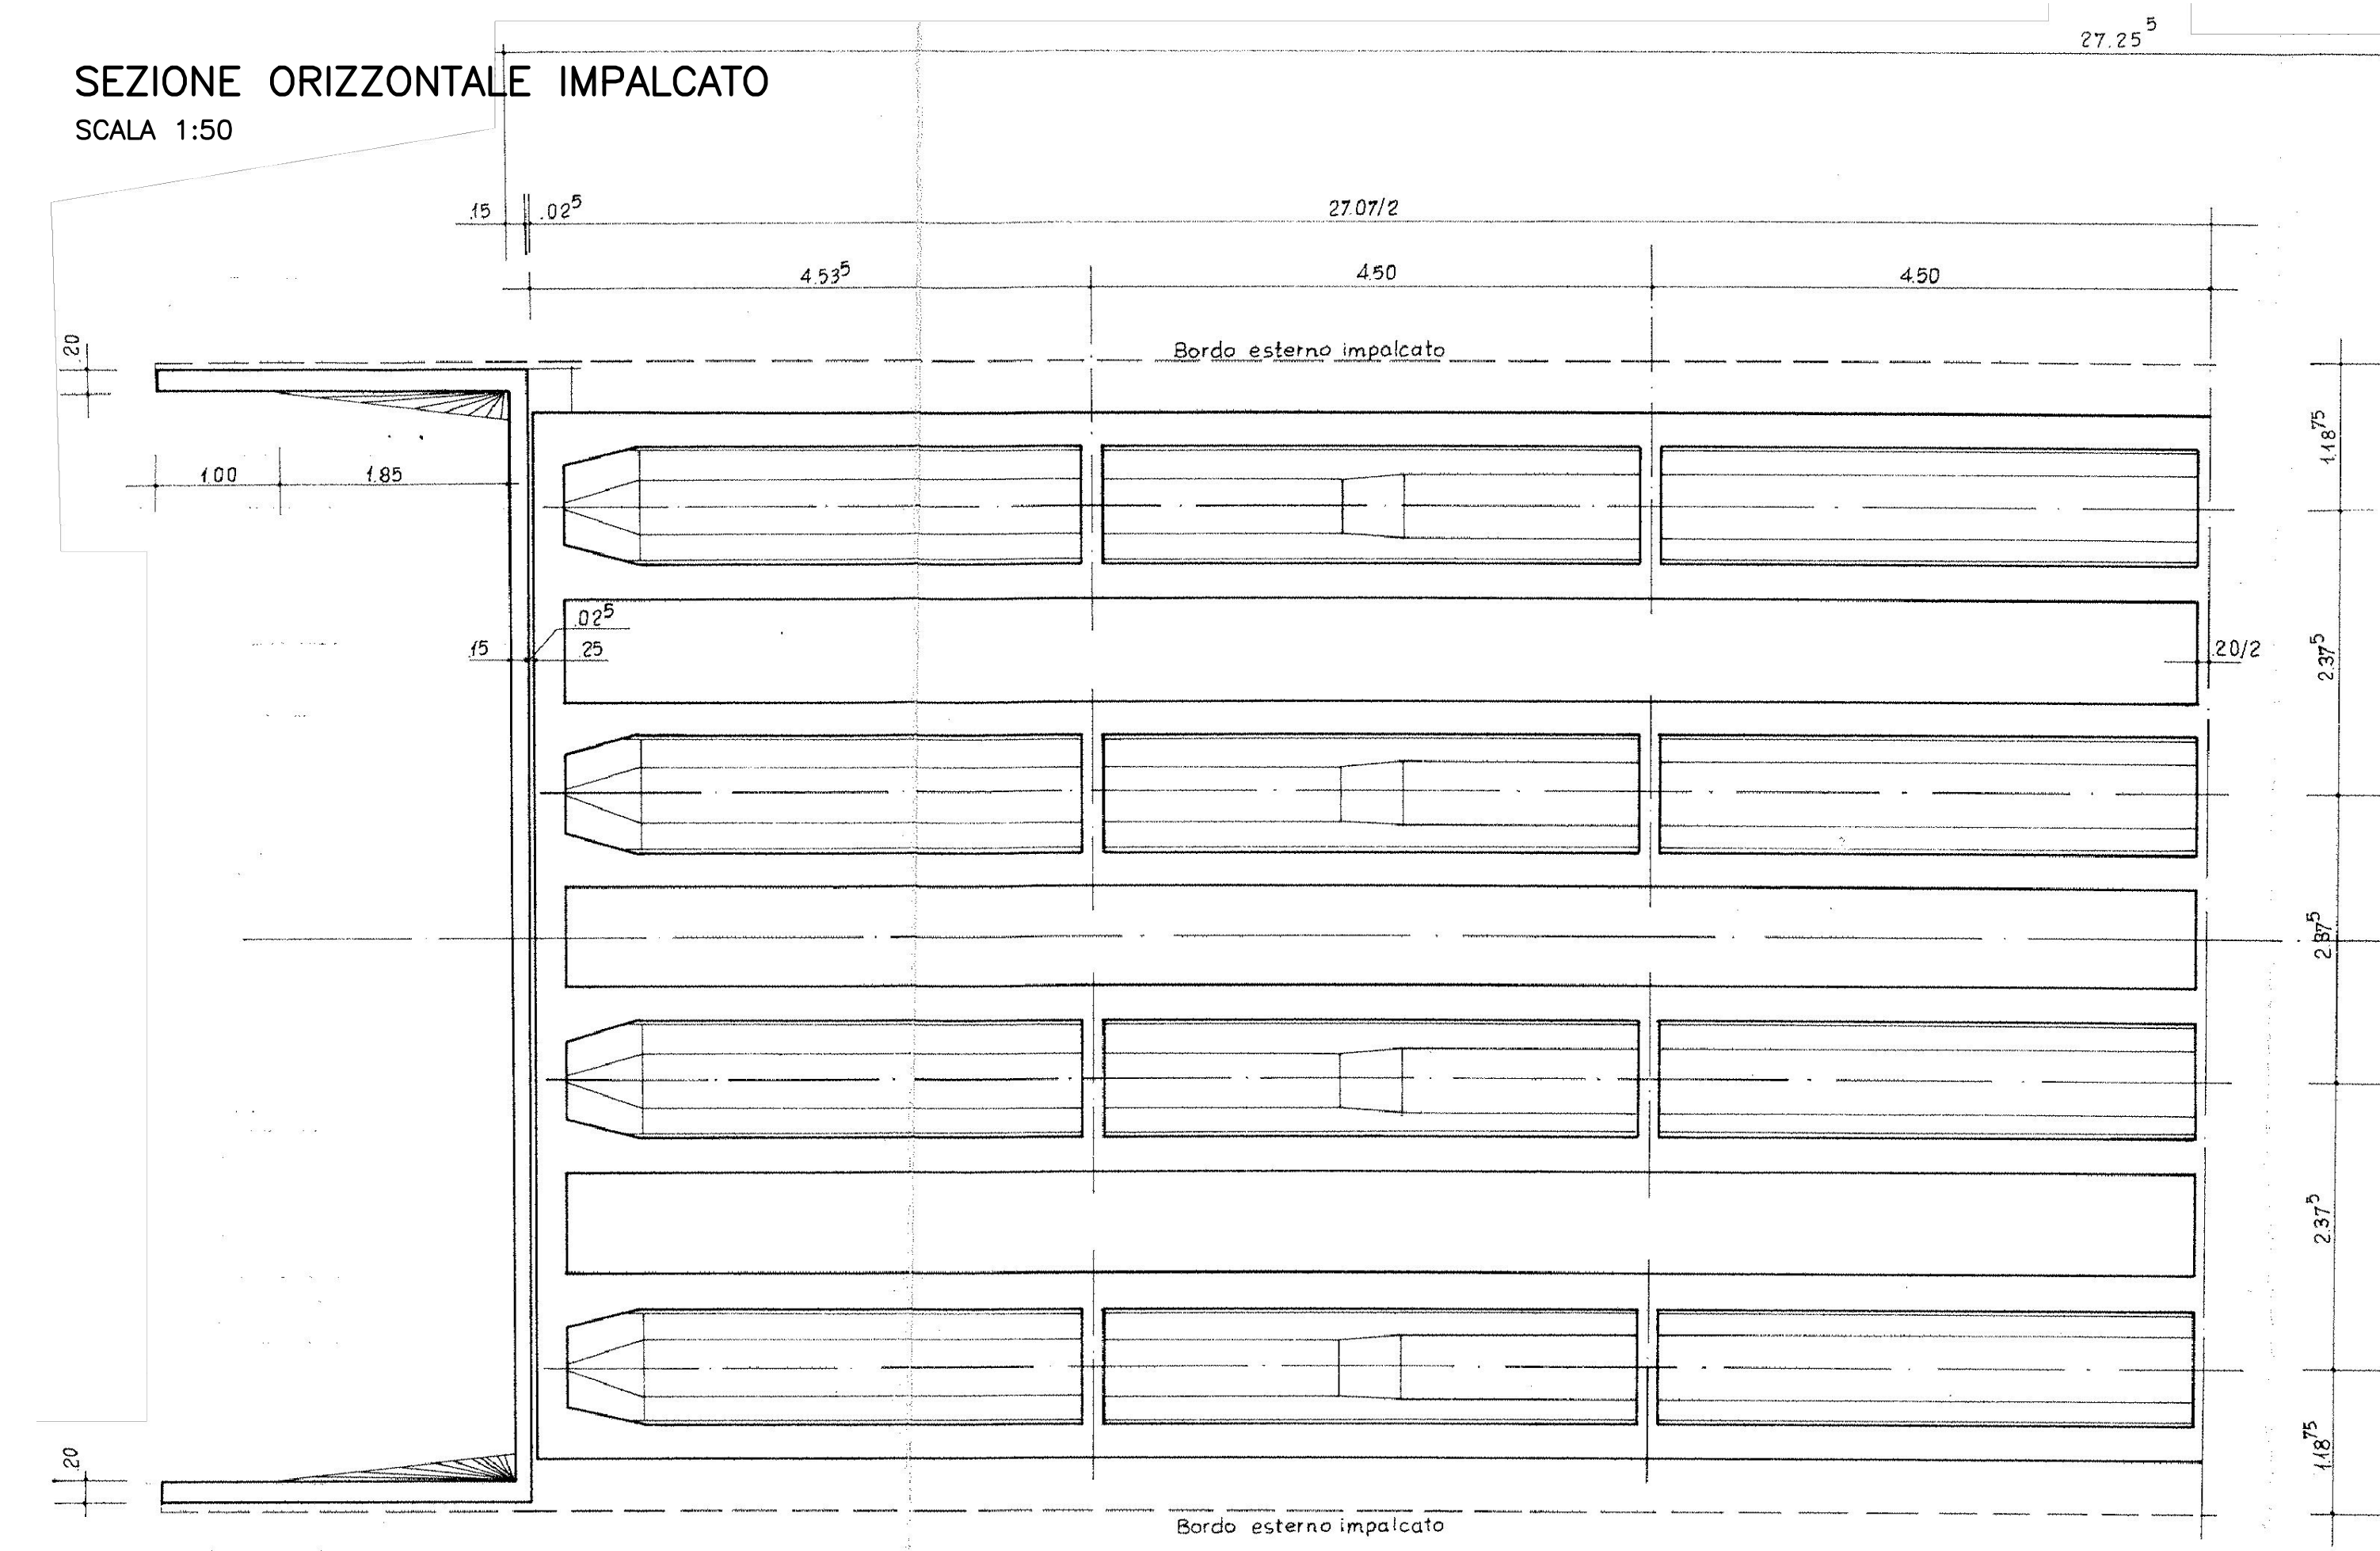 27.25⁵
SEZIONE ORIZZONTALE IMPALCATO
SCALA 1:50
.15 .02⁵ 27.07/2
4.53⁵ 4.50 4.50
.20
Bordo esterno impalcato
1.00 1.85
1.18⁷⁵
.02⁵
.15 .25
.20/2
2.37⁵
2.37⁵
2.37⁵
1.18⁷⁵
.20
Bordo esterno impalcato